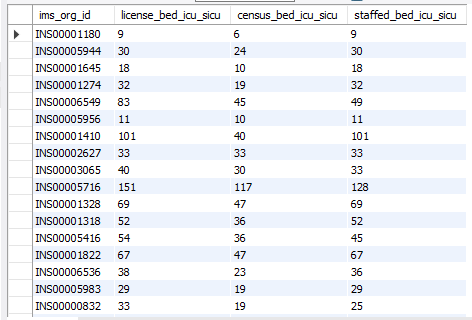 ims_org_id license_bed_icu_sicu census_bed_icu_sicu staffed_bed_icu_sicu
INS00001180 9 6 9
INS00005944 30 24 30
INS00001645 18 10 18
INS00001274 32 19 32
INS00006549 83 45 49
INS00005956 11 10 11
INS00001410 101 40 101
INS00002627 33 33 33
INS00003065 40 30 33
INS00005716 151 117 128
INS00001328 69 47 69
INS00001318 52 36 52
INS00005416 54 36 45
INS00001822 67 47 67
INS00006536 38 23 36
INS00005983 29 19 29
INS00000832 33 19 25